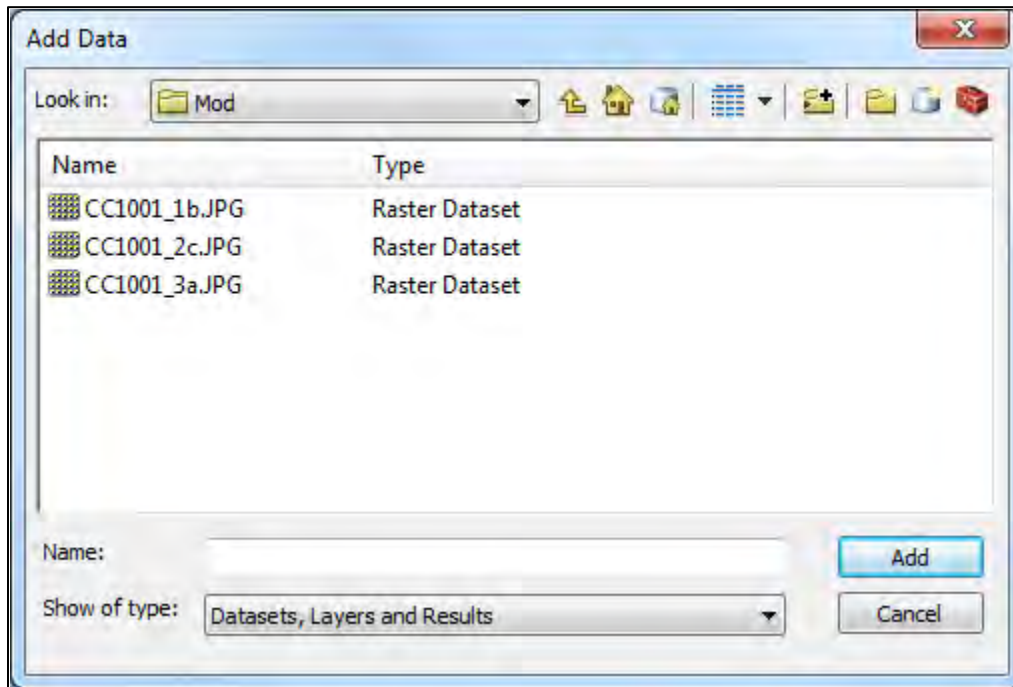 Add Data
Look in: Mod
Name Type
CC1001_1b.JPG Raster Dataset
CC1001_2c.JPG Raster Dataset
CC1001_3a.JPG Raster Dataset
Name: Add
Show of type: Datasets, Layers and Results Cancel